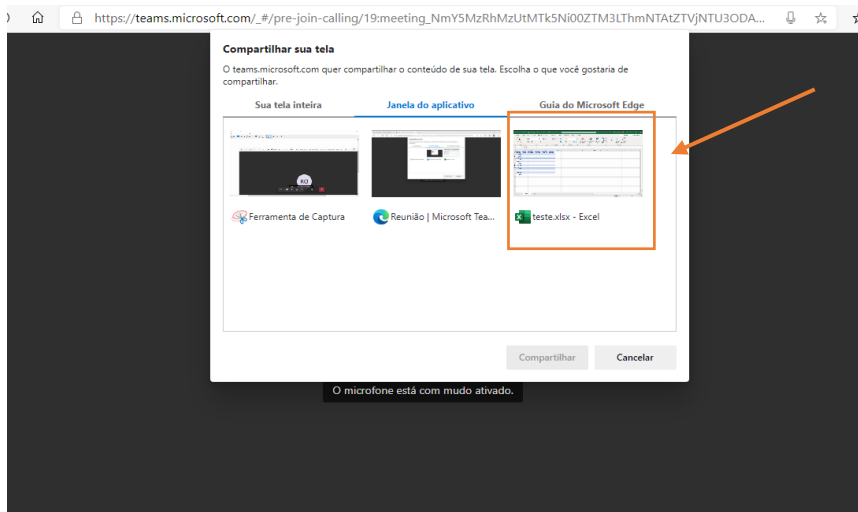 https://teams.microsoft.com/_#/pre-join-calling/19:meeting_NmY5MzRhMzUtMTk5Ni00ZTM3LThmNTAtZTVjNTU3ODA...
Compartilhar sua tela
O teams.microsoft.com quer compartilhar o conteúdo de sua tela. Escolha o que você gostaria de
compartilhar.
Sua tela inteira Janela do aplicativo Guia do Microsoft Edge
KO
Ferramenta de Captura Reunião | Microsoft Tea... teste.xlsx - Excel
Compartilhar Cancelar
O microfone está com mudo ativado.